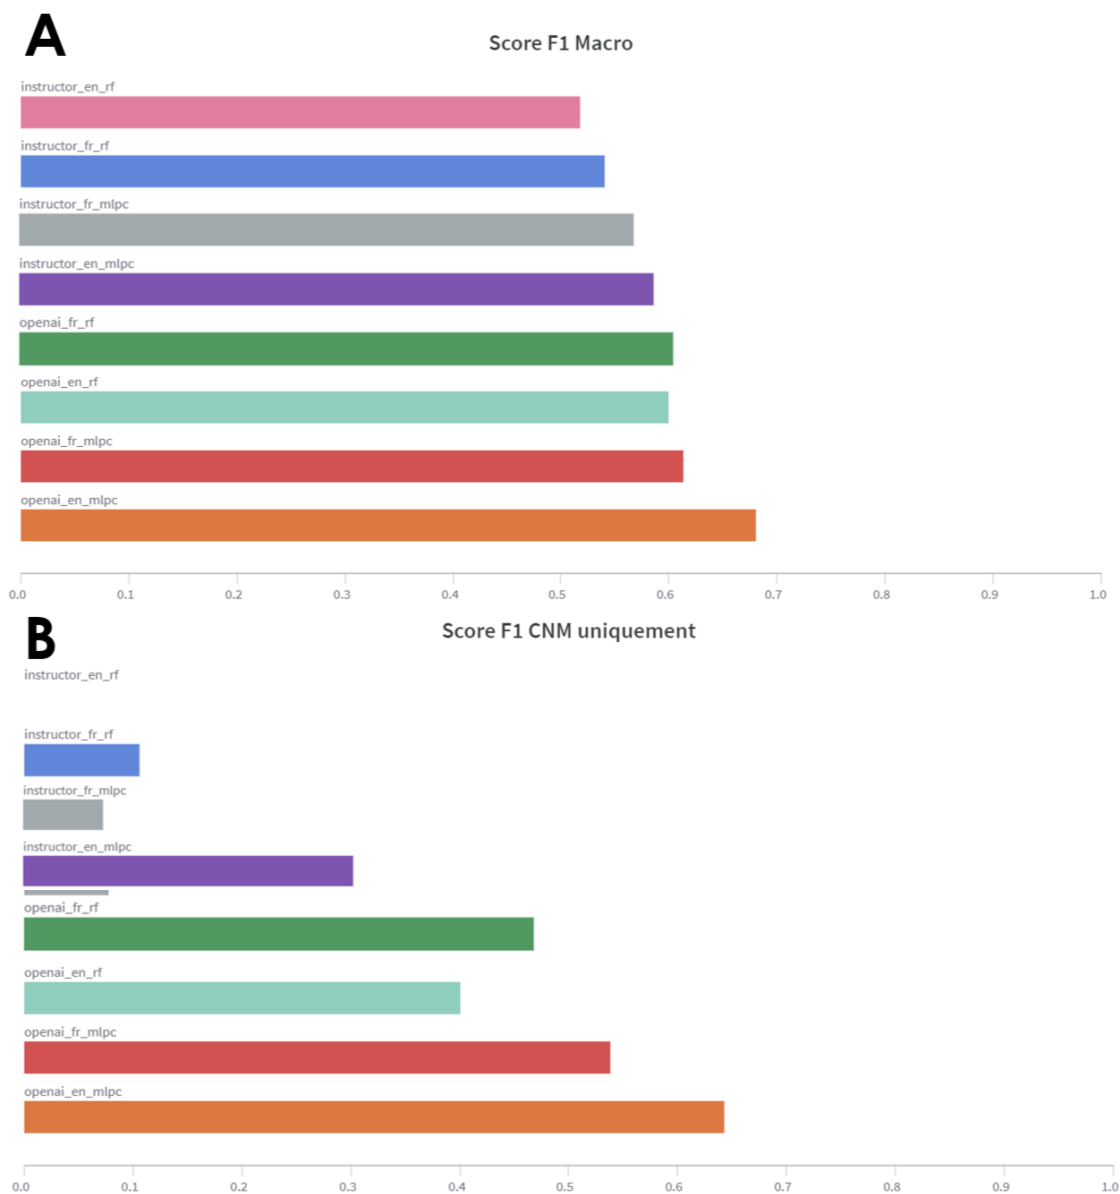 A
Score F1 Macro
instructor_en_rf
instructor_fr_rf
instructor_fr_mlpc
instructor_en_mlpc
openai_fr_rf
openai_en_rf
openai_fr_mlpc
openai_en_mlpc
0.0 0.1 0.2 0.3 0.4 0.5 0.6 0.7 0.8 0.9 1.0
B
Score F1 CNM uniquement
instructor_en_rf
instructor_fr_rf
instructor_fr_mlpc
instructor_en_mlpc
openai_fr_rf
openai_en_rf
openai_fr_mlpc
openai_en_mlpc
0.0 0.1 0.2 0.3 0.4 0.5 0.6 0.7 0.8 0.9 1.0